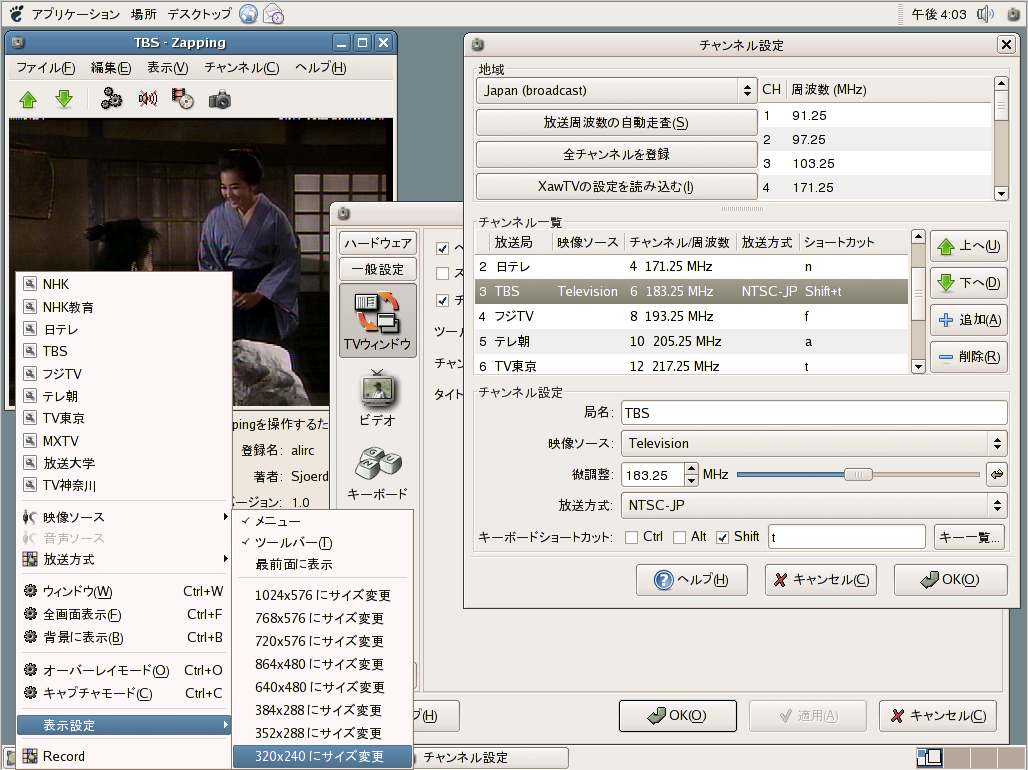 アプリケーション 場所 デスクトップ
午後 4:03
TBS - Zapping
ファイル(F) 編集(E) 表示(V) チャンネル(C) ヘルプ(H)
NHK
NHK教育
日テレ
TBS
フジTV
テレ朝
TV東京
MXTV
放送大学
TV神奈川
映像ソース
音声ソース
放送方式
ウィンドウ(W) Ctrl+W
全画面表示(F) Ctrl+F
背景に表示(B) Ctrl+B
オーバーレイモード(O) Ctrl+O
キャプチャモード(C) Ctrl+C
表示設定
Record
メニュー
ツールバー(T)
最前面に表示
1024x576 にサイズ変更
768x576 にサイズ変更
720x576 にサイズ変更
864x480 にサイズ変更
640x480 にサイズ変更
384x288 にサイズ変更
352x288 にサイズ変更
320x240 にサイズ変更
pingを操作するた
登録名: alirc
著者: Sjoerd
バージョン: 1.0
ハードウェア
一般設定
TVウィンドウ
ビデオ
キーボード
ツール
チャン
タイト
プ(H)
OK(O)
適用(A)
キャンセル(C)
チャンネル設定
地域
Japan (broadcast)
放送周波数の自動走査(S)
全チャンネルを登録
XawTVの設定を読み込む(I)
CH 周波数 (MHz)
1 91.25
2 97.25
3 103.25
4 171.25
チャンネル一覧
放送局 映像ソース チャンネル/周波数 放送方式 ショートカット
2 日テレ 4 171.25 MHz n
3 TBS Television 6 183.25 MHz NTSC-JP Shift+t
4 フジTV 8 193.25 MHz f
5 テレ朝 10 205.25 MHz a
6 TV東京 12 217.25 MHz t
上へ(U)
下へ(D)
追加(A)
削除(R)
チャンネル設定
局名: TBS
映像ソース: Television
微調整: 183.25 MHz
放送方式: NTSC-JP
キーボードショートカット: Ctrl Alt Shift t キー一覧...
ヘルプ(H) キャンセル(C) OK(O)
チャンネル設定